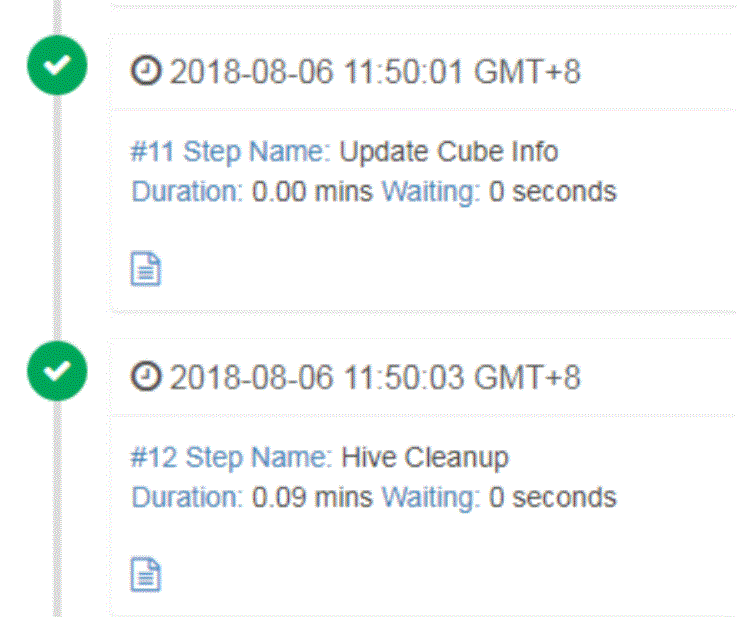 2018-08-06 11:50:01 GMT+8
#11 Step Name: Update Cube Info
Duration: 0.00 mins Waiting: 0 seconds
2018-08-06 11:50:03 GMT+8
#12 Step Name: Hive Cleanup
Duration: 0.09 mins Waiting: 0 seconds